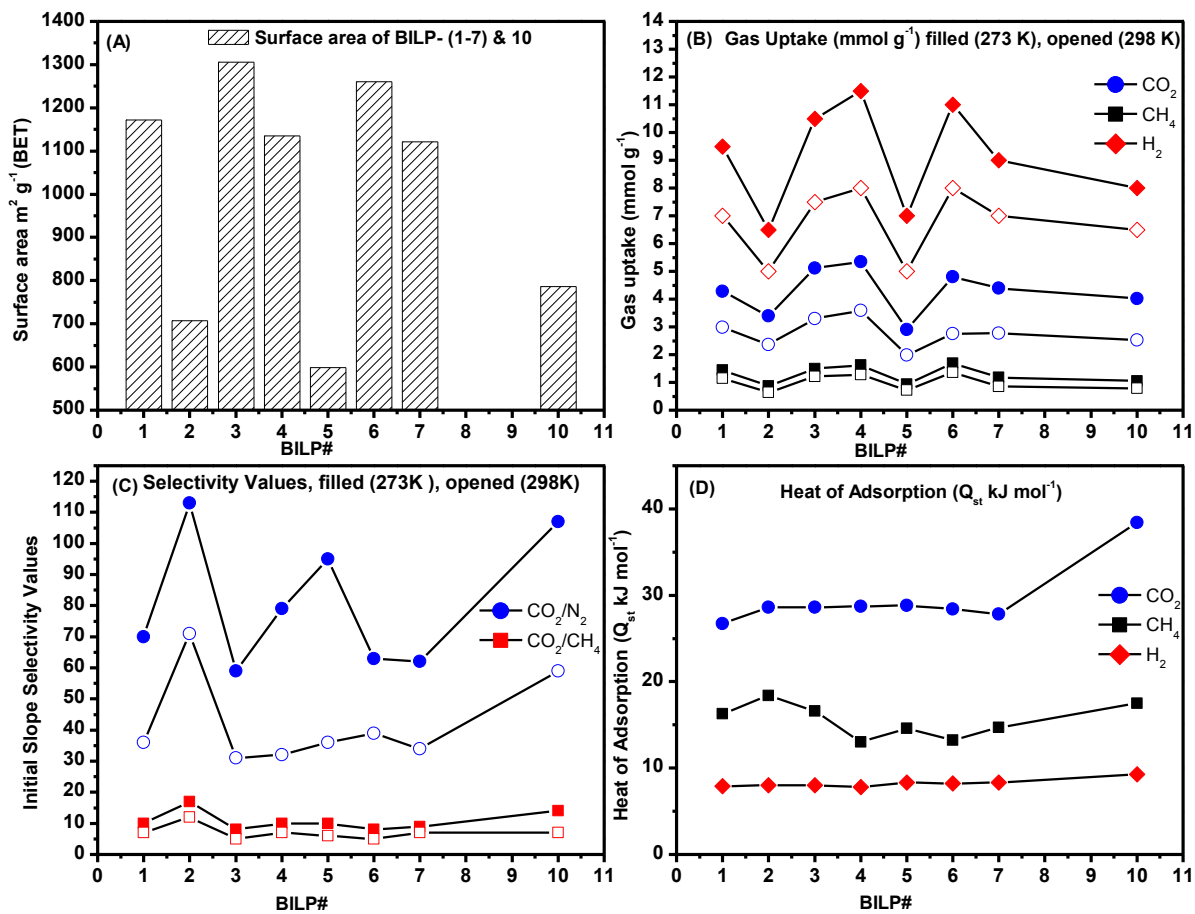 (A)
Surface area of BILP- (1-7) & 10
1400
1300
1200
1100
1000
900
800
700
600
500
Surface area m² g⁻¹ (BET)
0 1 2 3 4 5 6 7 8 9 10 11
BILP#
(B) Gas Uptake (mmol g⁻¹) filled (273 K), opened (298 K)
CO₂
CH₄
H₂
14
13
12
11
10
9
8
7
6
5
4
3
2
1
0
Gas uptake (mmol g⁻¹)
0 1 2 3 4 5 6 7 8 9 10 11
BILP#
(C) Selectivity Values, filled (273K ), opened (298K)
CO₂/N₂
CO₂/CH₄
120
110
100
90
80
70
60
50
40
30
20
10
0
Initial Slope Selectivity Values
0 1 2 3 4 5 6 7 8 9 10 11
BILP#
(D) Heat of Adsorption (Qst kJ mol⁻¹)
CO₂
CH₄
H₂
40
30
20
10
0
Heat of Adsorption (Qst kJ mol⁻¹)
0 1 2 3 4 5 6 7 8 9 10 11
BILP#